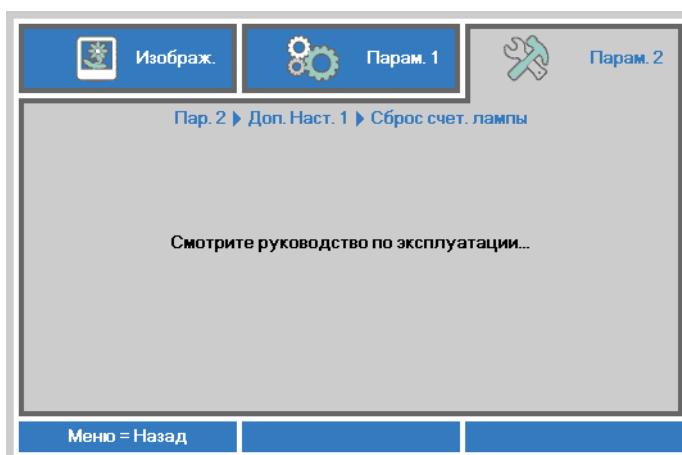 Изображ.
Парам. 1
Парам. 2
Пар. 2 ▶ Доп. Наст. 1 ▶ Сброс счет. лампы
Смотрите руководство по эксплуатации...
Меню = Назад